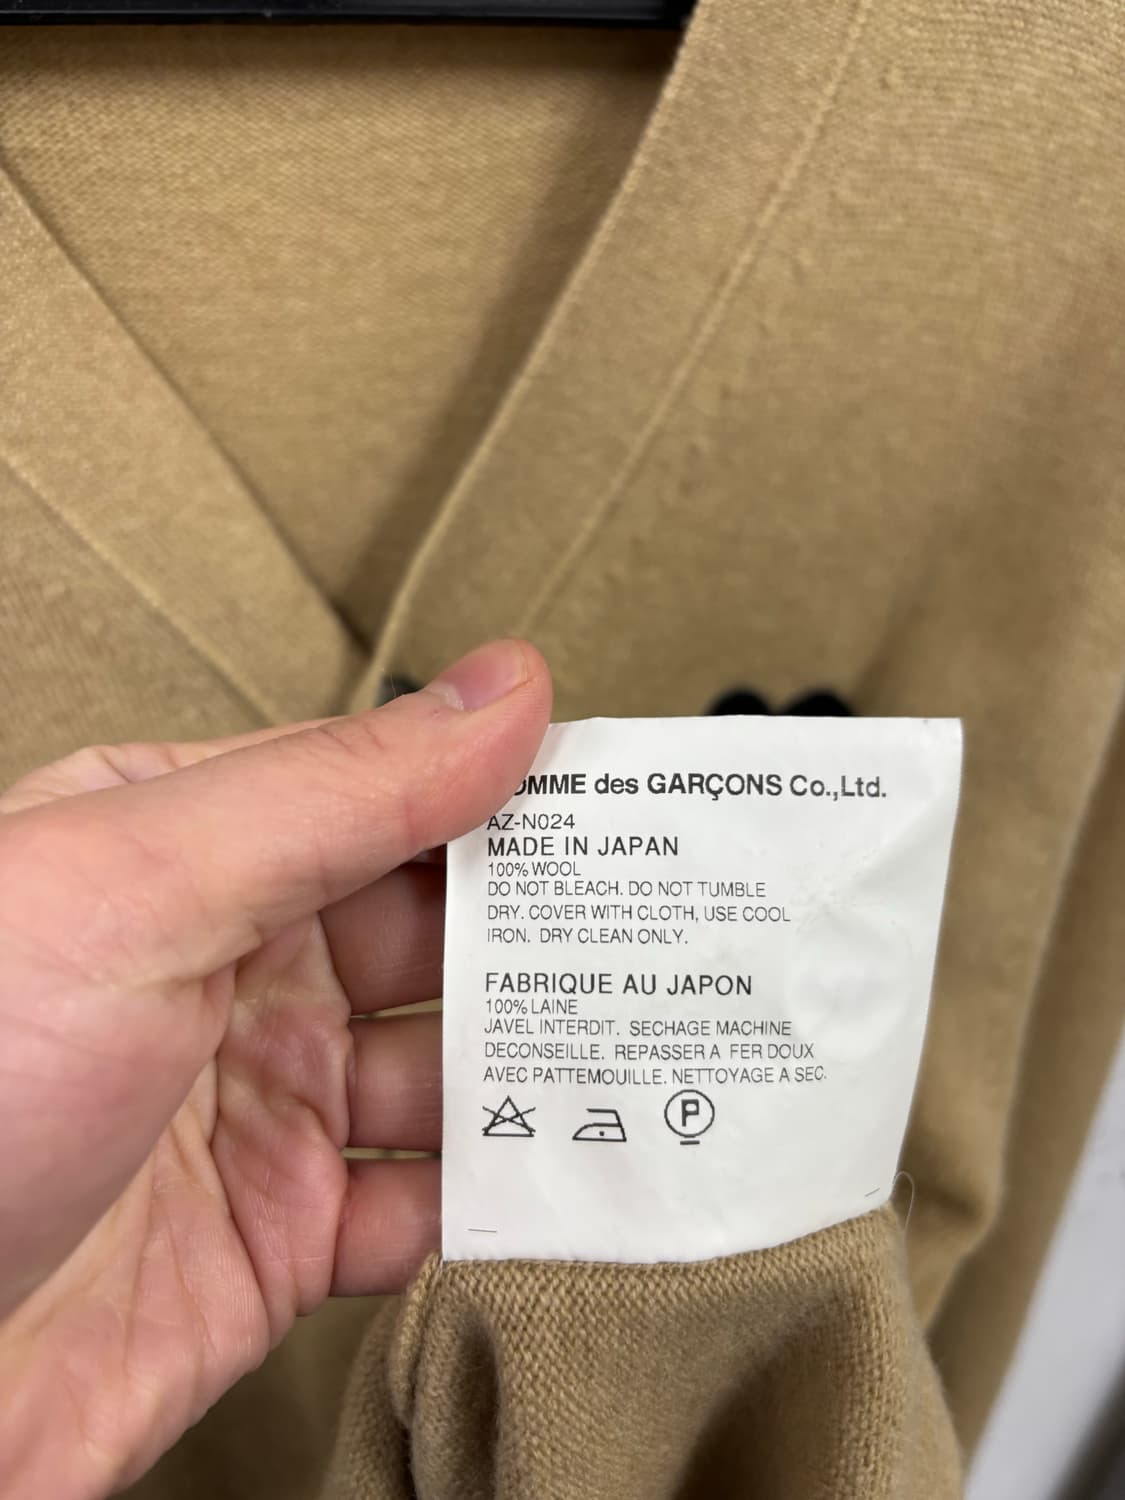 OMME des GARÇONS Co.,Ltd.
AZ-N024
MADE IN JAPAN
100% WOOL
DO NOT BLEACH. DO NOT TUMBLE
DRY. COVER WITH CLOTH, USE COOL
IRON. DRY CLEAN ONLY.
FABRIQUE AU JAPON
100% LAINE
JAVEL INTERDIT. SECHAGE MACHINE
DECONSEILLE. REPASSER A FER DOUX
AVEC PATTEMOUILLE. NETTOYAGE A SEC.
P